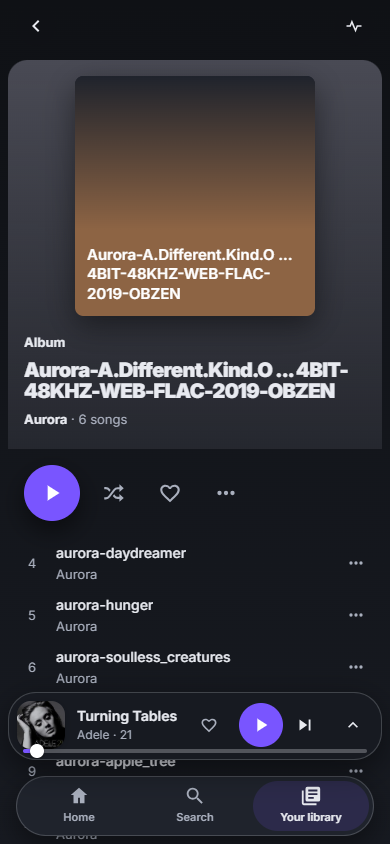 Aurora-A.Different.Kind.O ...
4BIT-48KHZ-WEB-FLAC-
2019-OBZEN
Album
Aurora-A.Different.Kind.O ... 4BIT-
48KHZ-WEB-FLAC-2019-OBZEN
Aurora · 6 songs
4 aurora-daydreamer
Aurora
5 aurora-hunger
Aurora
6 aurora-soulless_creatures
Aurora
Turning Tables
Adele · 21
9 aurora-apple_tree
Home Search Your library
Aurora